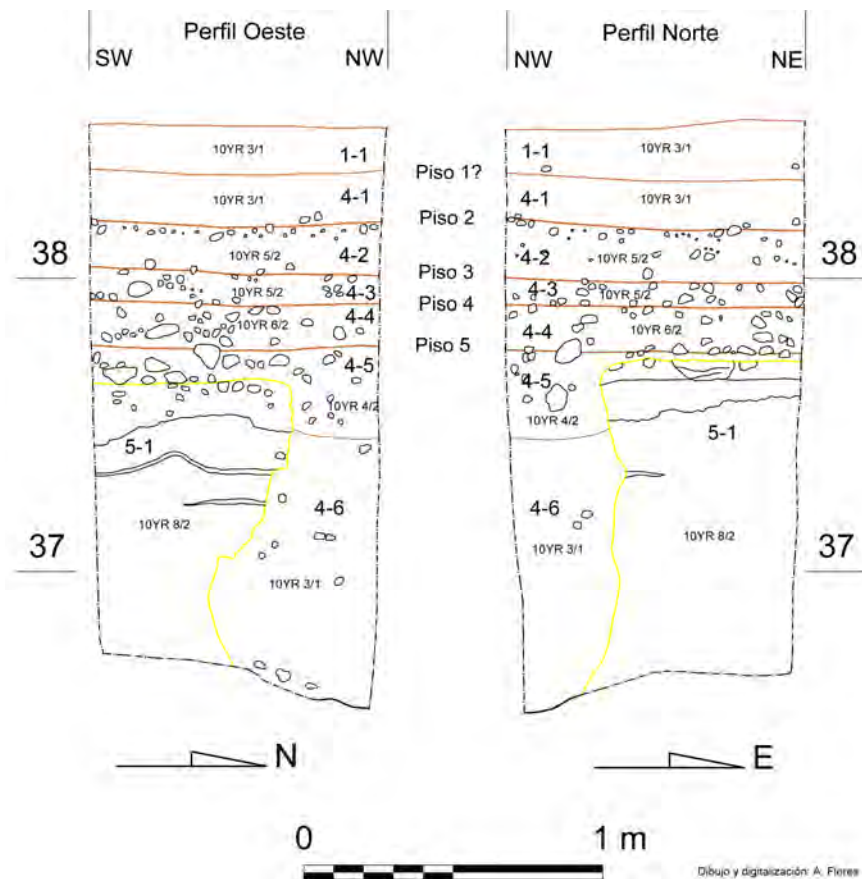 Perfil Oeste
SW
NW
10YR 3/1
1-1
10YR 3/1
4-1
10YR 5/2
4-2
10YR 5/2
4-3
4-4
10YR 6/2
4-5
10YR 4/2
5-1
4-6
10YR 8/2
10YR 3/1
38
37
N
Piso 1?
Piso 2
Piso 3
Piso 4
Piso 5
Perfil Norte
NW
NE
1-1
10YR 3/1
4-1
10YR 3/1
4-2
10YR 5/2
4-3
10YR 5/2
4-4
10YR 6/2
4-5
10YR 4/2
5-1
4-6
10YR 3/1
10YR 8/2
38
37
E
0
1 m
Dibujo y digitalización: A. Flores